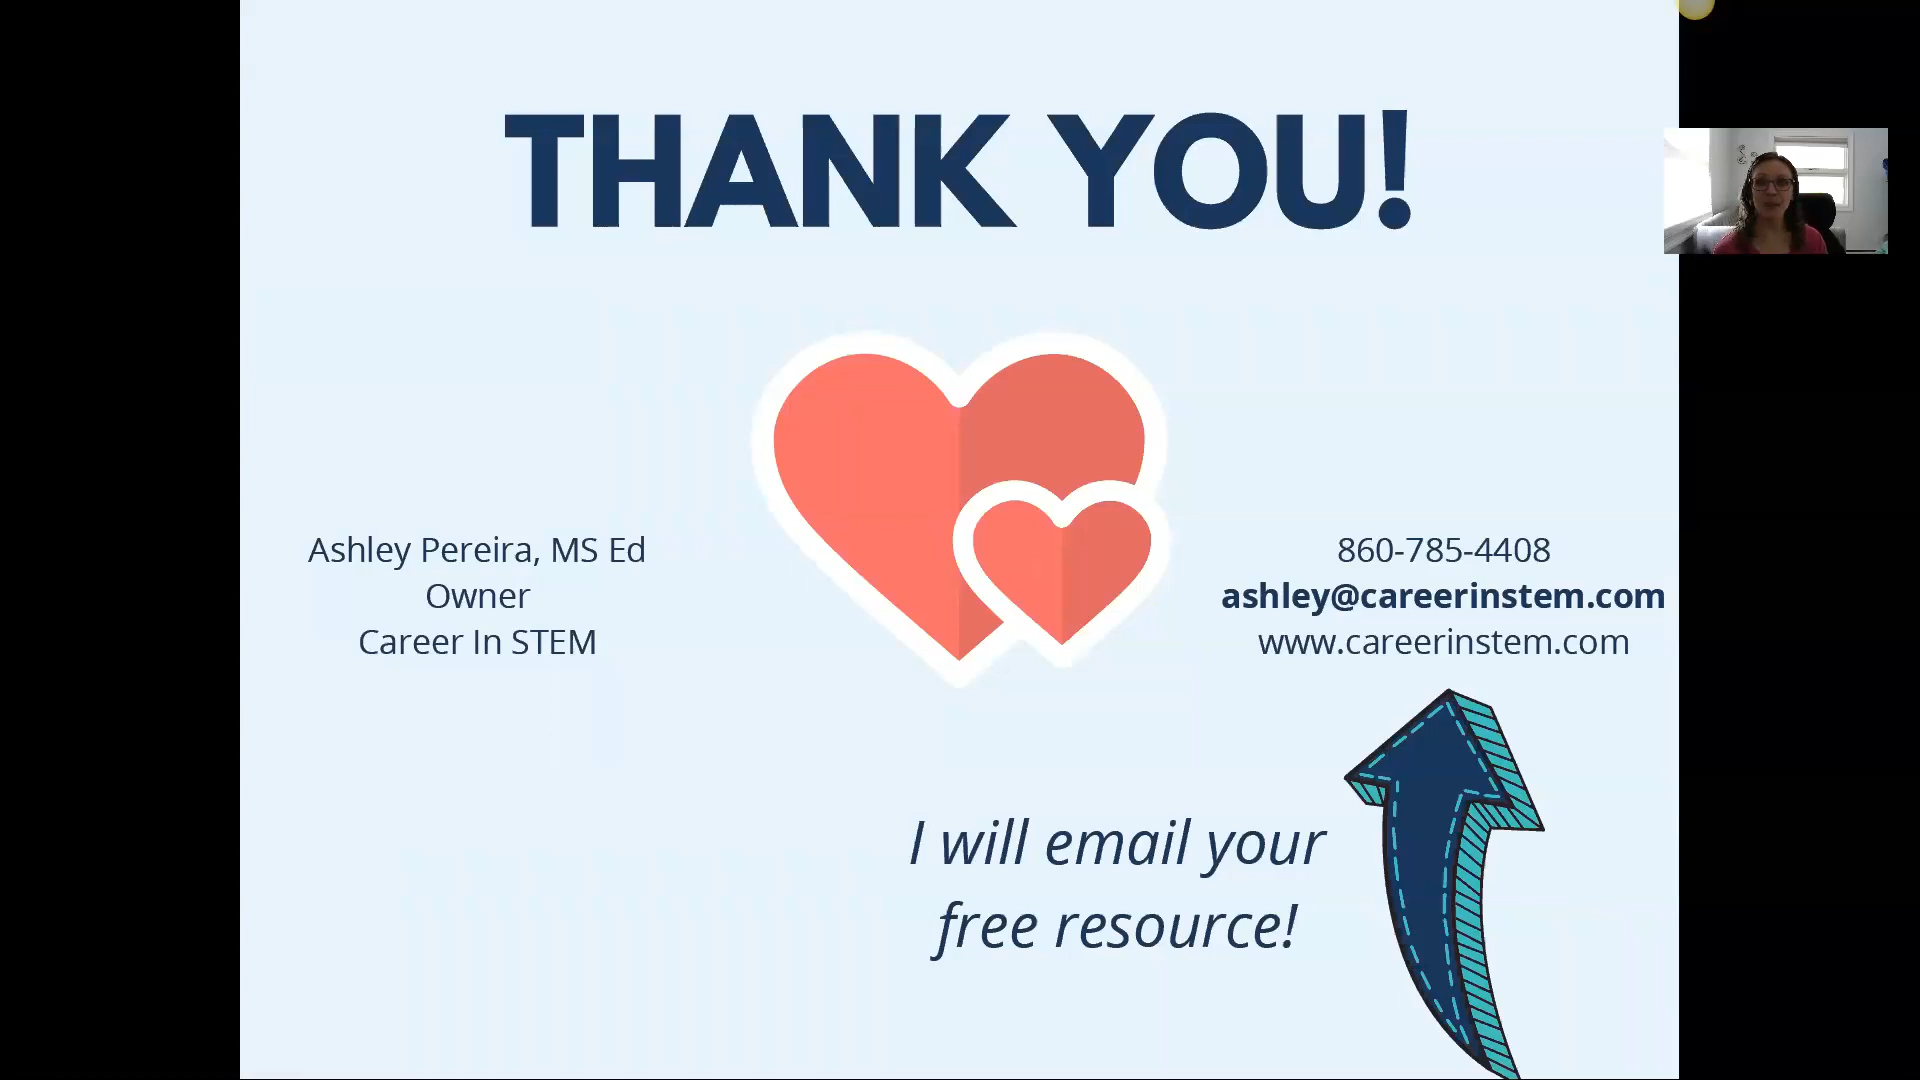 THANK YOU!
Ashley Pereira, MS Ed
Owner
Career In STEM
860-785-4408
ashley@careerinstem.com
www.careerinstem.com
I will email your
free resource!